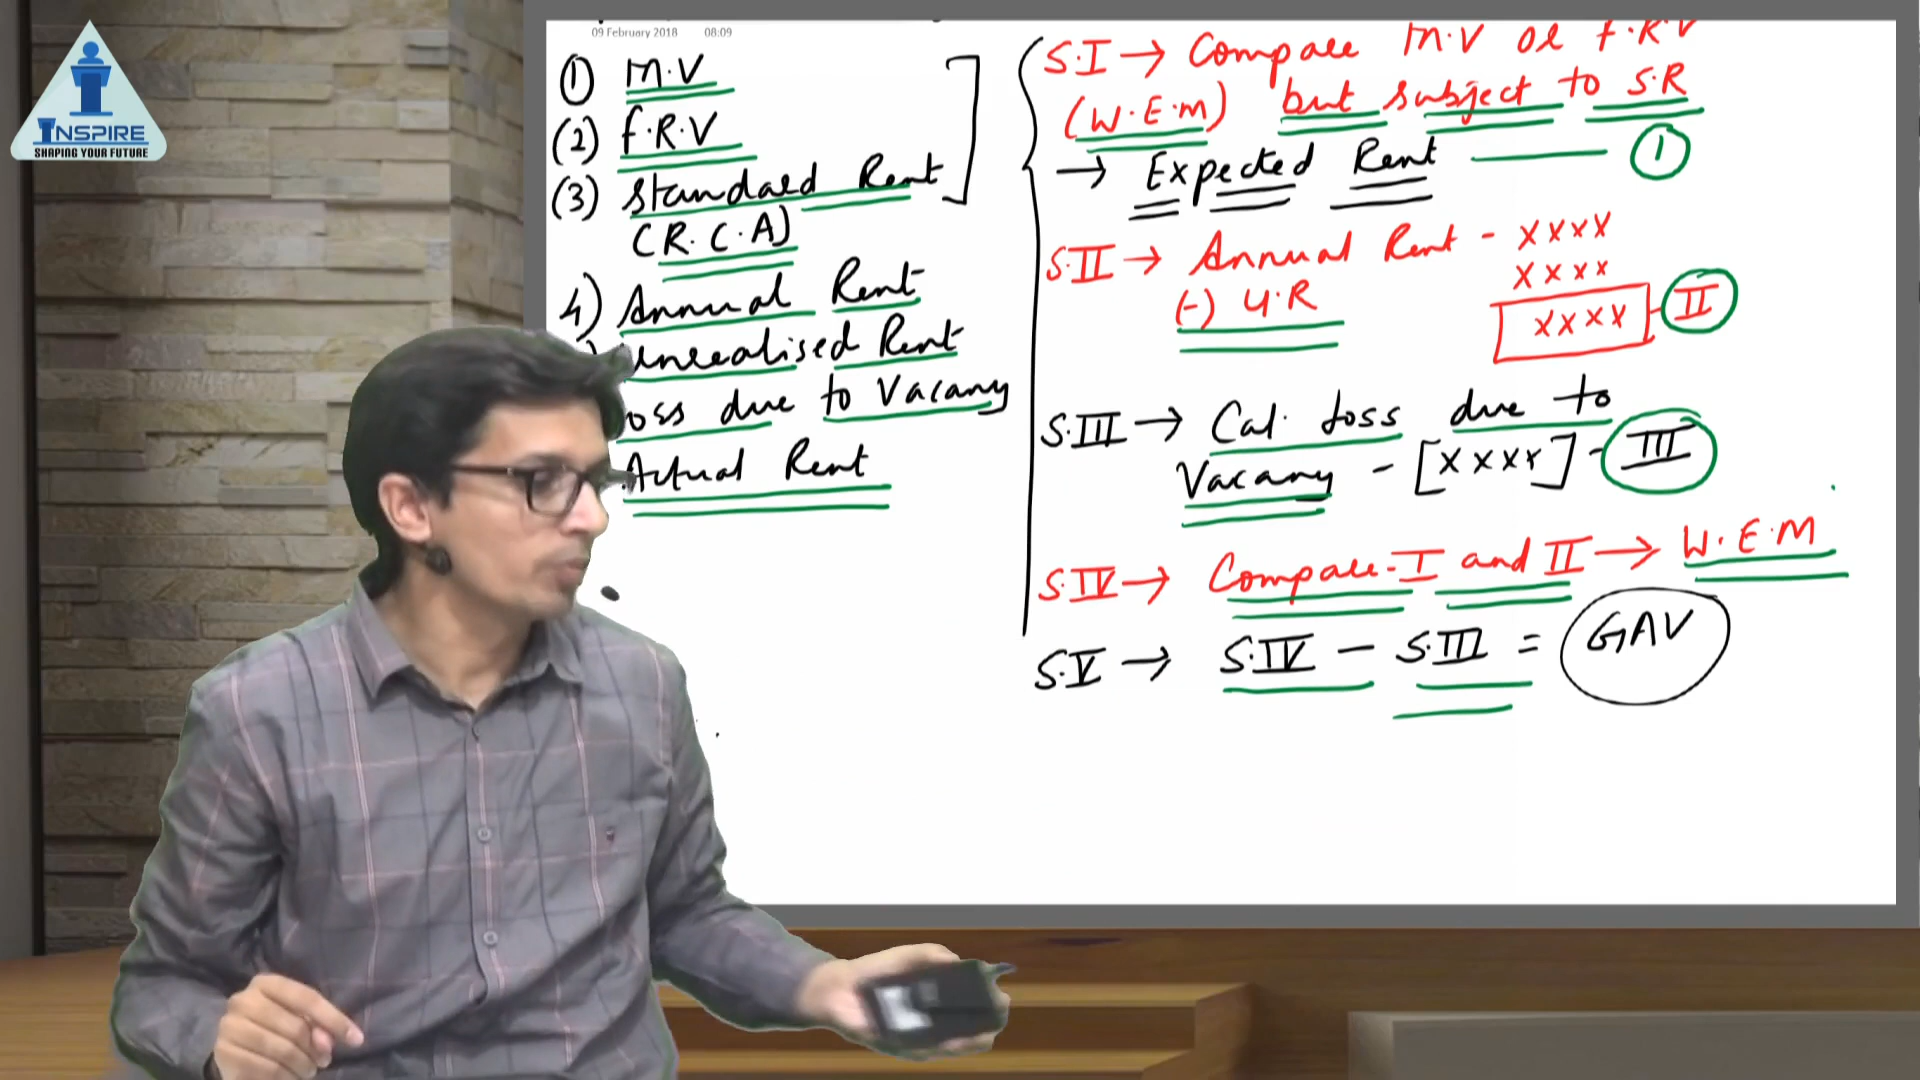 INSPIRE
SHAPING YOUR FUTURE
09 February 2018 08:09
(1) M.V
(2) F.R.V
(3) Standard Rent
(R.C.A)
4) Annual Rent
Unrealised Rent
oss due to Vacancy
Actual Rent
S.I → Compare M.V or F.R.V
(W.E.M) but subject to S.R
→ Expected Rent — (1)
S.II → Annual Rent - xxxx
(-) U.R xxxx
xxxx - II
S.III → Cal. Loss due to
Vacany - [xxxx] - III
S.IV → Compare - I and II → W.E.M
S.V → S.IV - S.III = GAV